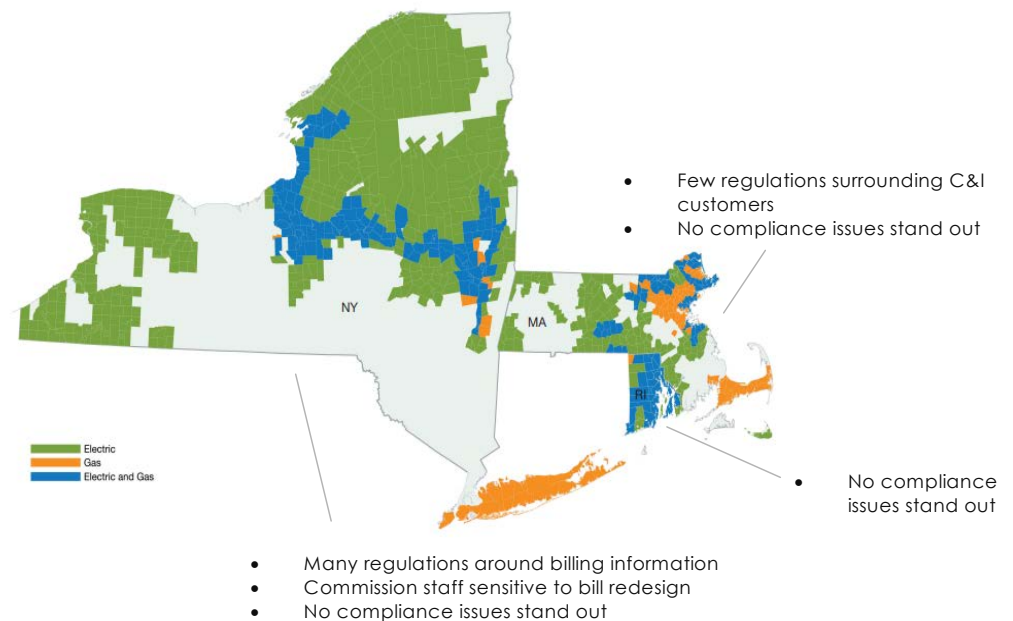 • Few regulations surrounding C&I
customers
• No compliance issues stand out
NY
MA
RI
Electric
Gas
Electric and Gas
• No compliance
issues stand out
• Many regulations around billing information
• Commission staff sensitive to bill redesign
• No compliance issues stand out